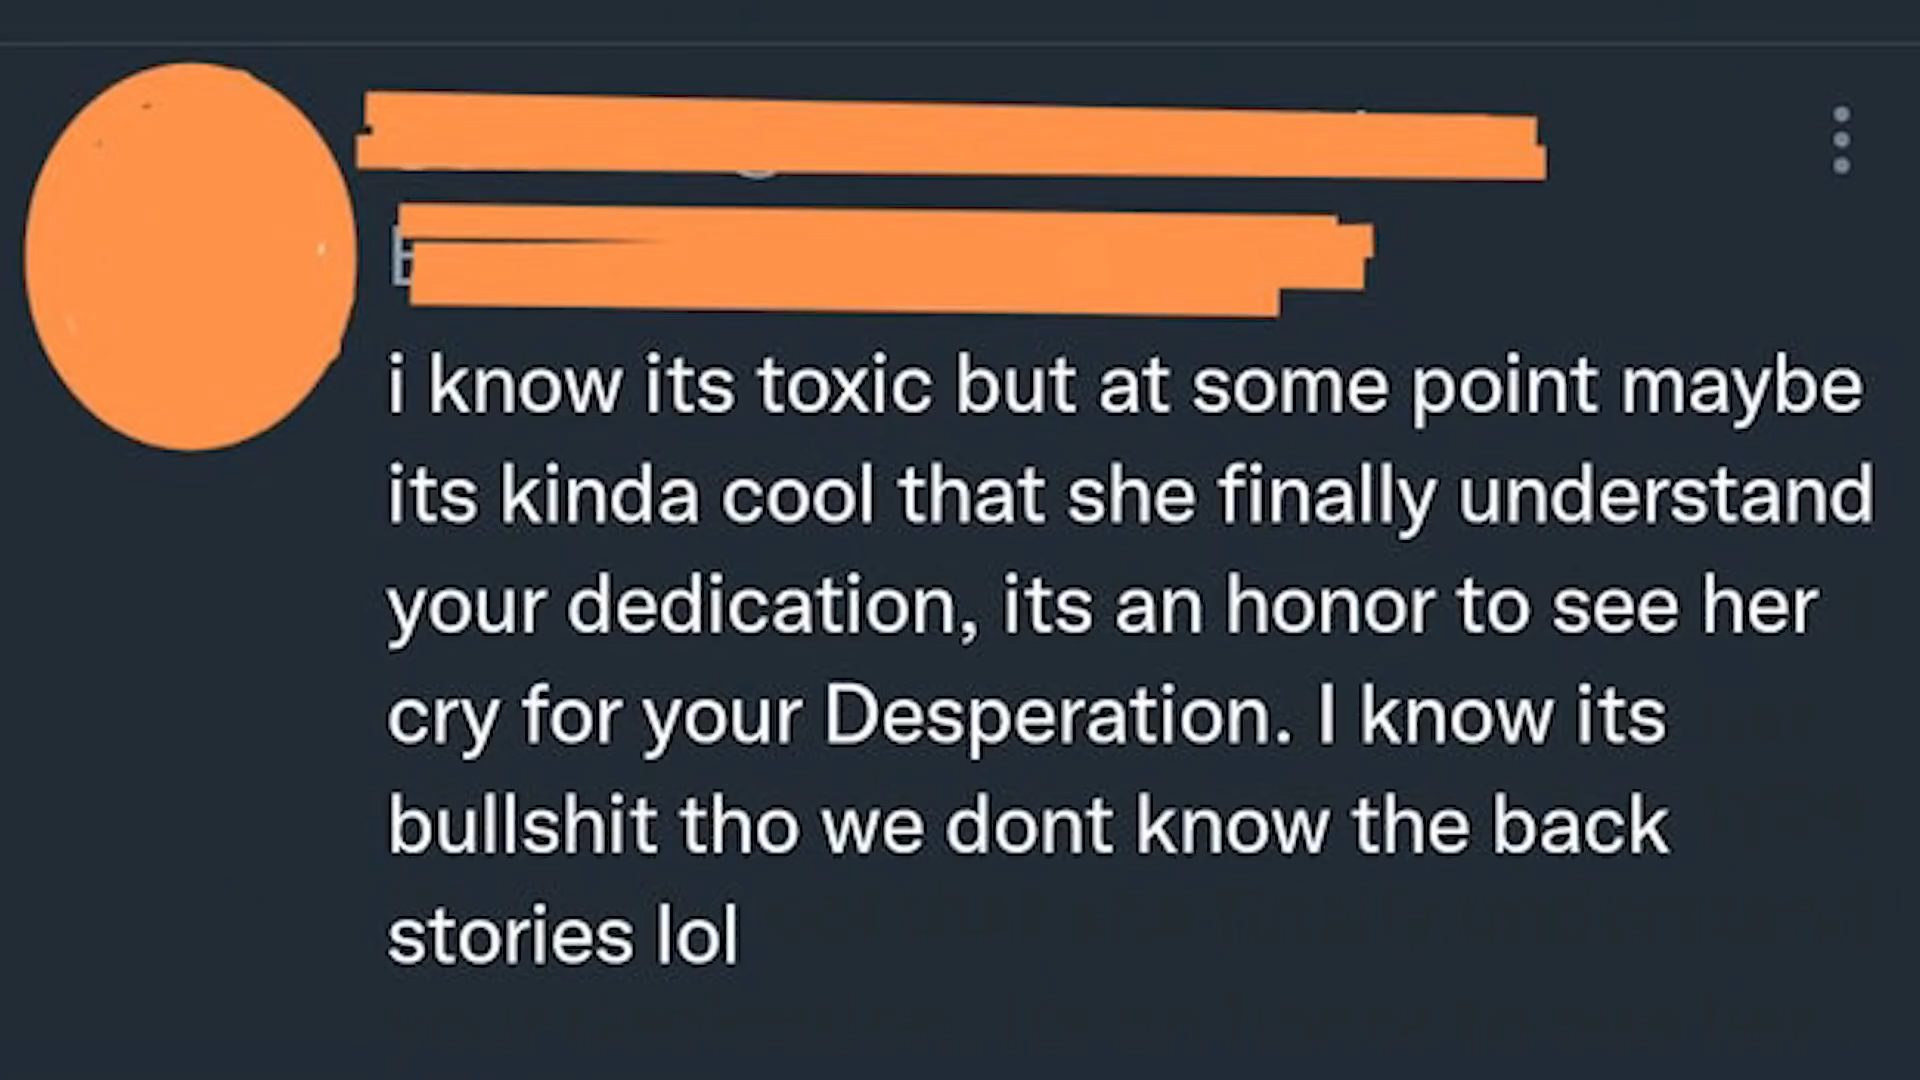 i know its toxic but at some point maybe
its kinda cool that she finally understand
your dedication, its an honor to see her
cry for your Desperation. I know its
bullshit tho we dont know the back
stories lol